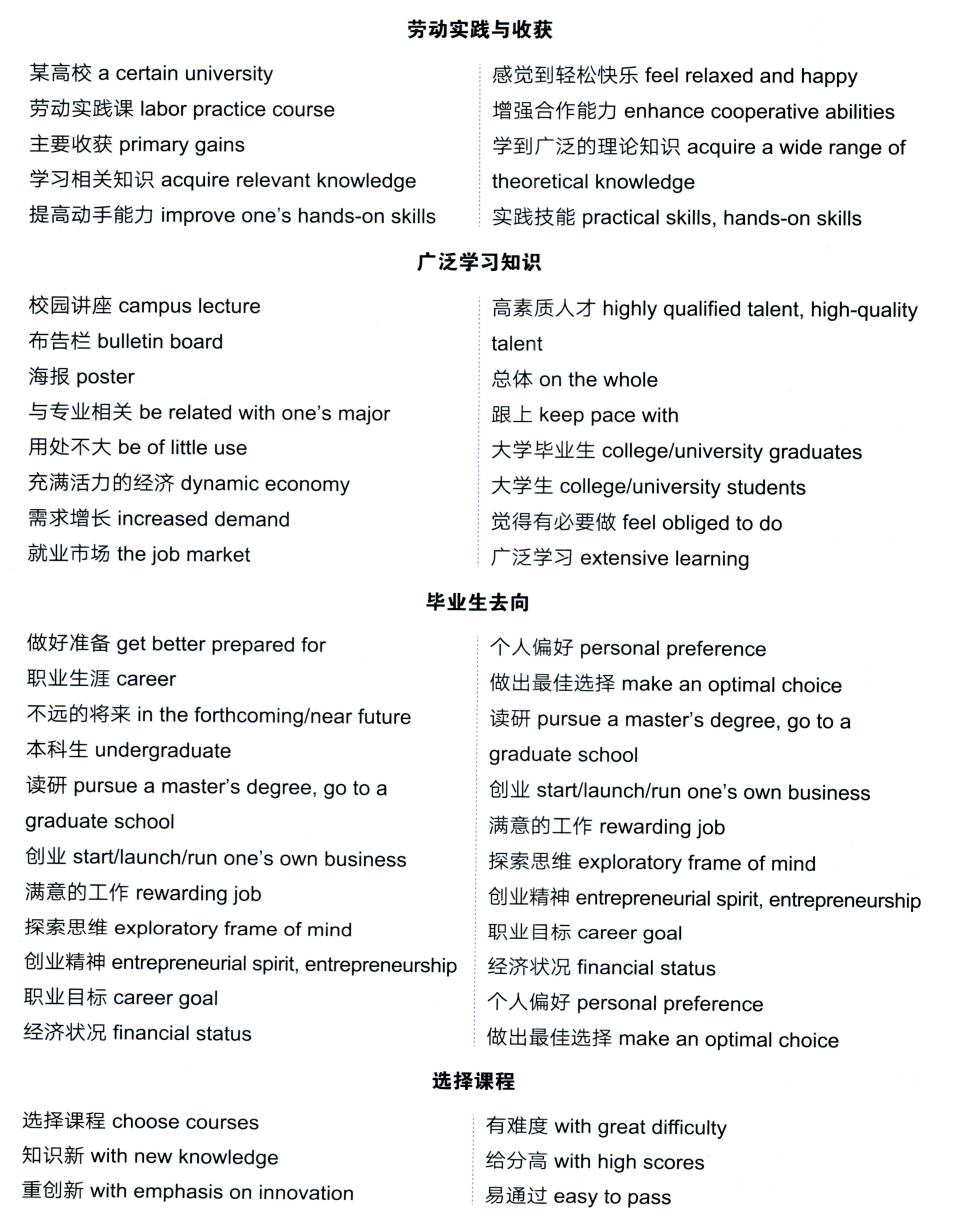 劳动实践与收获
某高校 a certain university
劳动实践课 labor practice course
主要收获 primary gains
学习相关知识 acquire relevant knowledge
提高动手能力 improve one's hands-on skills
感觉到轻松快乐 feel relaxed and happy
增强合作能力 enhance cooperative abilities
学到广泛的理论知识 acquire a wide range of
theoretical knowledge
实践技能 practical skills, hands-on skills
广泛学习知识
校园讲座 campus lecture
布告栏 bulletin board
海报 poster
与专业相关 be related with one's major
用处不大 be of little use
充满活力的经济 dynamic economy
需求增长 increased demand
就业市场 the job market
高素质人才 highly qualified talent, high-quality
talent
总体 on the whole
跟上 keep pace with
大学毕业生 college/university graduates
大学生 college/university students
觉得有必要做 feel obliged to do
广泛学习 extensive learning
毕业生去向
做好准备 get better prepared for
职业生涯 career
不远的将来 in the forthcoming/near future
本科生 undergraduate
读研 pursue a master's degree, go to a
graduate school
创业 start/launch/run one's own business
满意的工作 rewarding job
探索思维 exploratory frame of mind
创业精神 entrepreneurial spirit, entrepreneurship
职业目标 career goal
经济状况 financial status
个人偏好 personal preference
做出最佳选择 make an optimal choice
读研 pursue a master's degree, go to a
graduate school
创业 start/launch/run one's own business
满意的工作 rewarding job
探索思维 exploratory frame of mind
创业精神 entrepreneurial spirit, entrepreneurship
职业目标 career goal
经济状况 financial status
个人偏好 personal preference
做出最佳选择 make an optimal choice
选择课程
选择课程 choose courses
知识新 with new knowledge
重创新 with emphasis on innovation
有难度 with great difficulty
给分高 with high scores
易通过 easy to pass